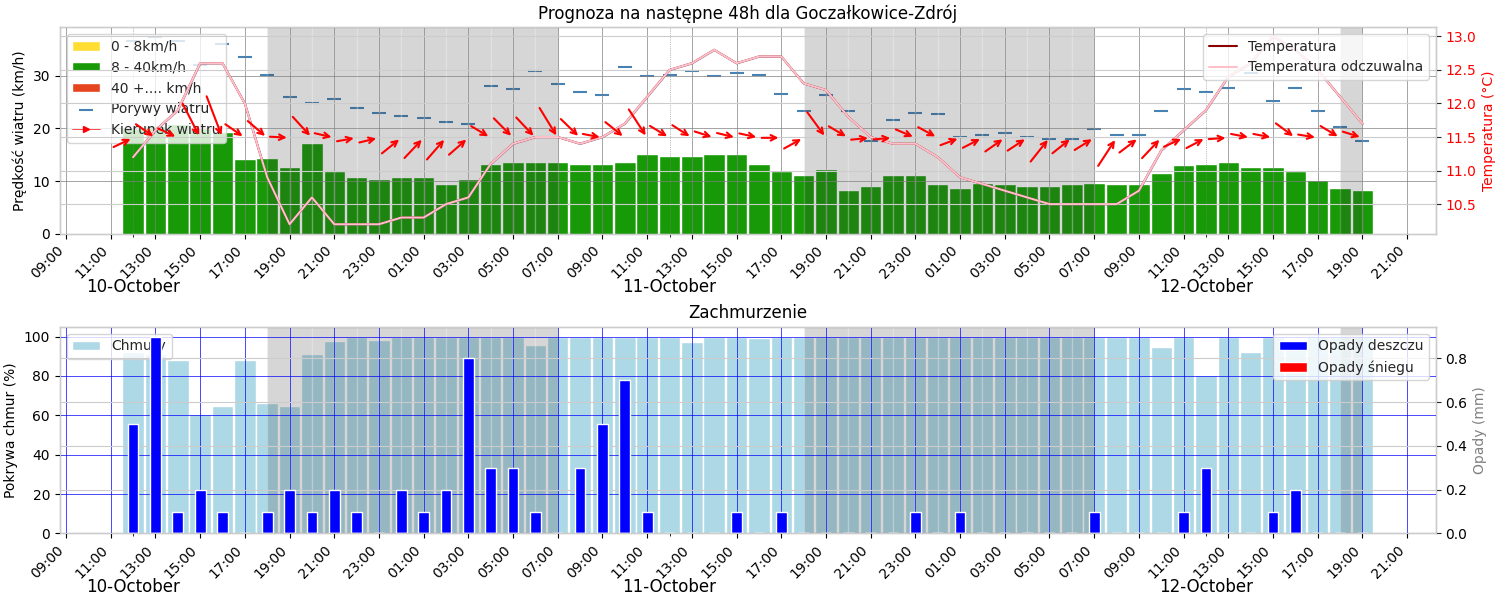 Prognoza na następne 48h dla Goczałkowice-Zdrój
0 - 8km/h
8 - 40km/h
40 +.... km/h
Porywy wiatru
Kierunek wiatru
Temperatura
Temperatura odczuwalna
Prędkość wiatru (km/h)
30
20
10
0
13.0
12.5
12.0
11.5
11.0
10.5
Temperatura (°C)
09:00 11:00 13:00 15:00 17:00 19:00 21:00 23:00 01:00 03:00 05:00 07:00 09:00 11:00 13:00 15:00 17:00 19:00 21:00 23:00 01:00 03:00 05:00 07:00 09:00 11:00 13:00 15:00 17:00 19:00 21:00
10-October 11-October 12-October
Zachmurzenie
Chmury
Opady deszczu
Opady śniegu
Pokrywa chmur (%)
100
80
60
40
20
0
0.8
0.6
0.4
0.2
0.0
Opady (mm)
09:00 11:00 13:00 15:00 17:00 19:00 21:00 23:00 01:00 03:00 05:00 07:00 09:00 11:00 13:00 15:00 17:00 19:00 21:00 23:00 01:00 03:00 05:00 07:00 09:00 11:00 13:00 15:00 17:00 19:00 21:00
10-October 11-October 12-October